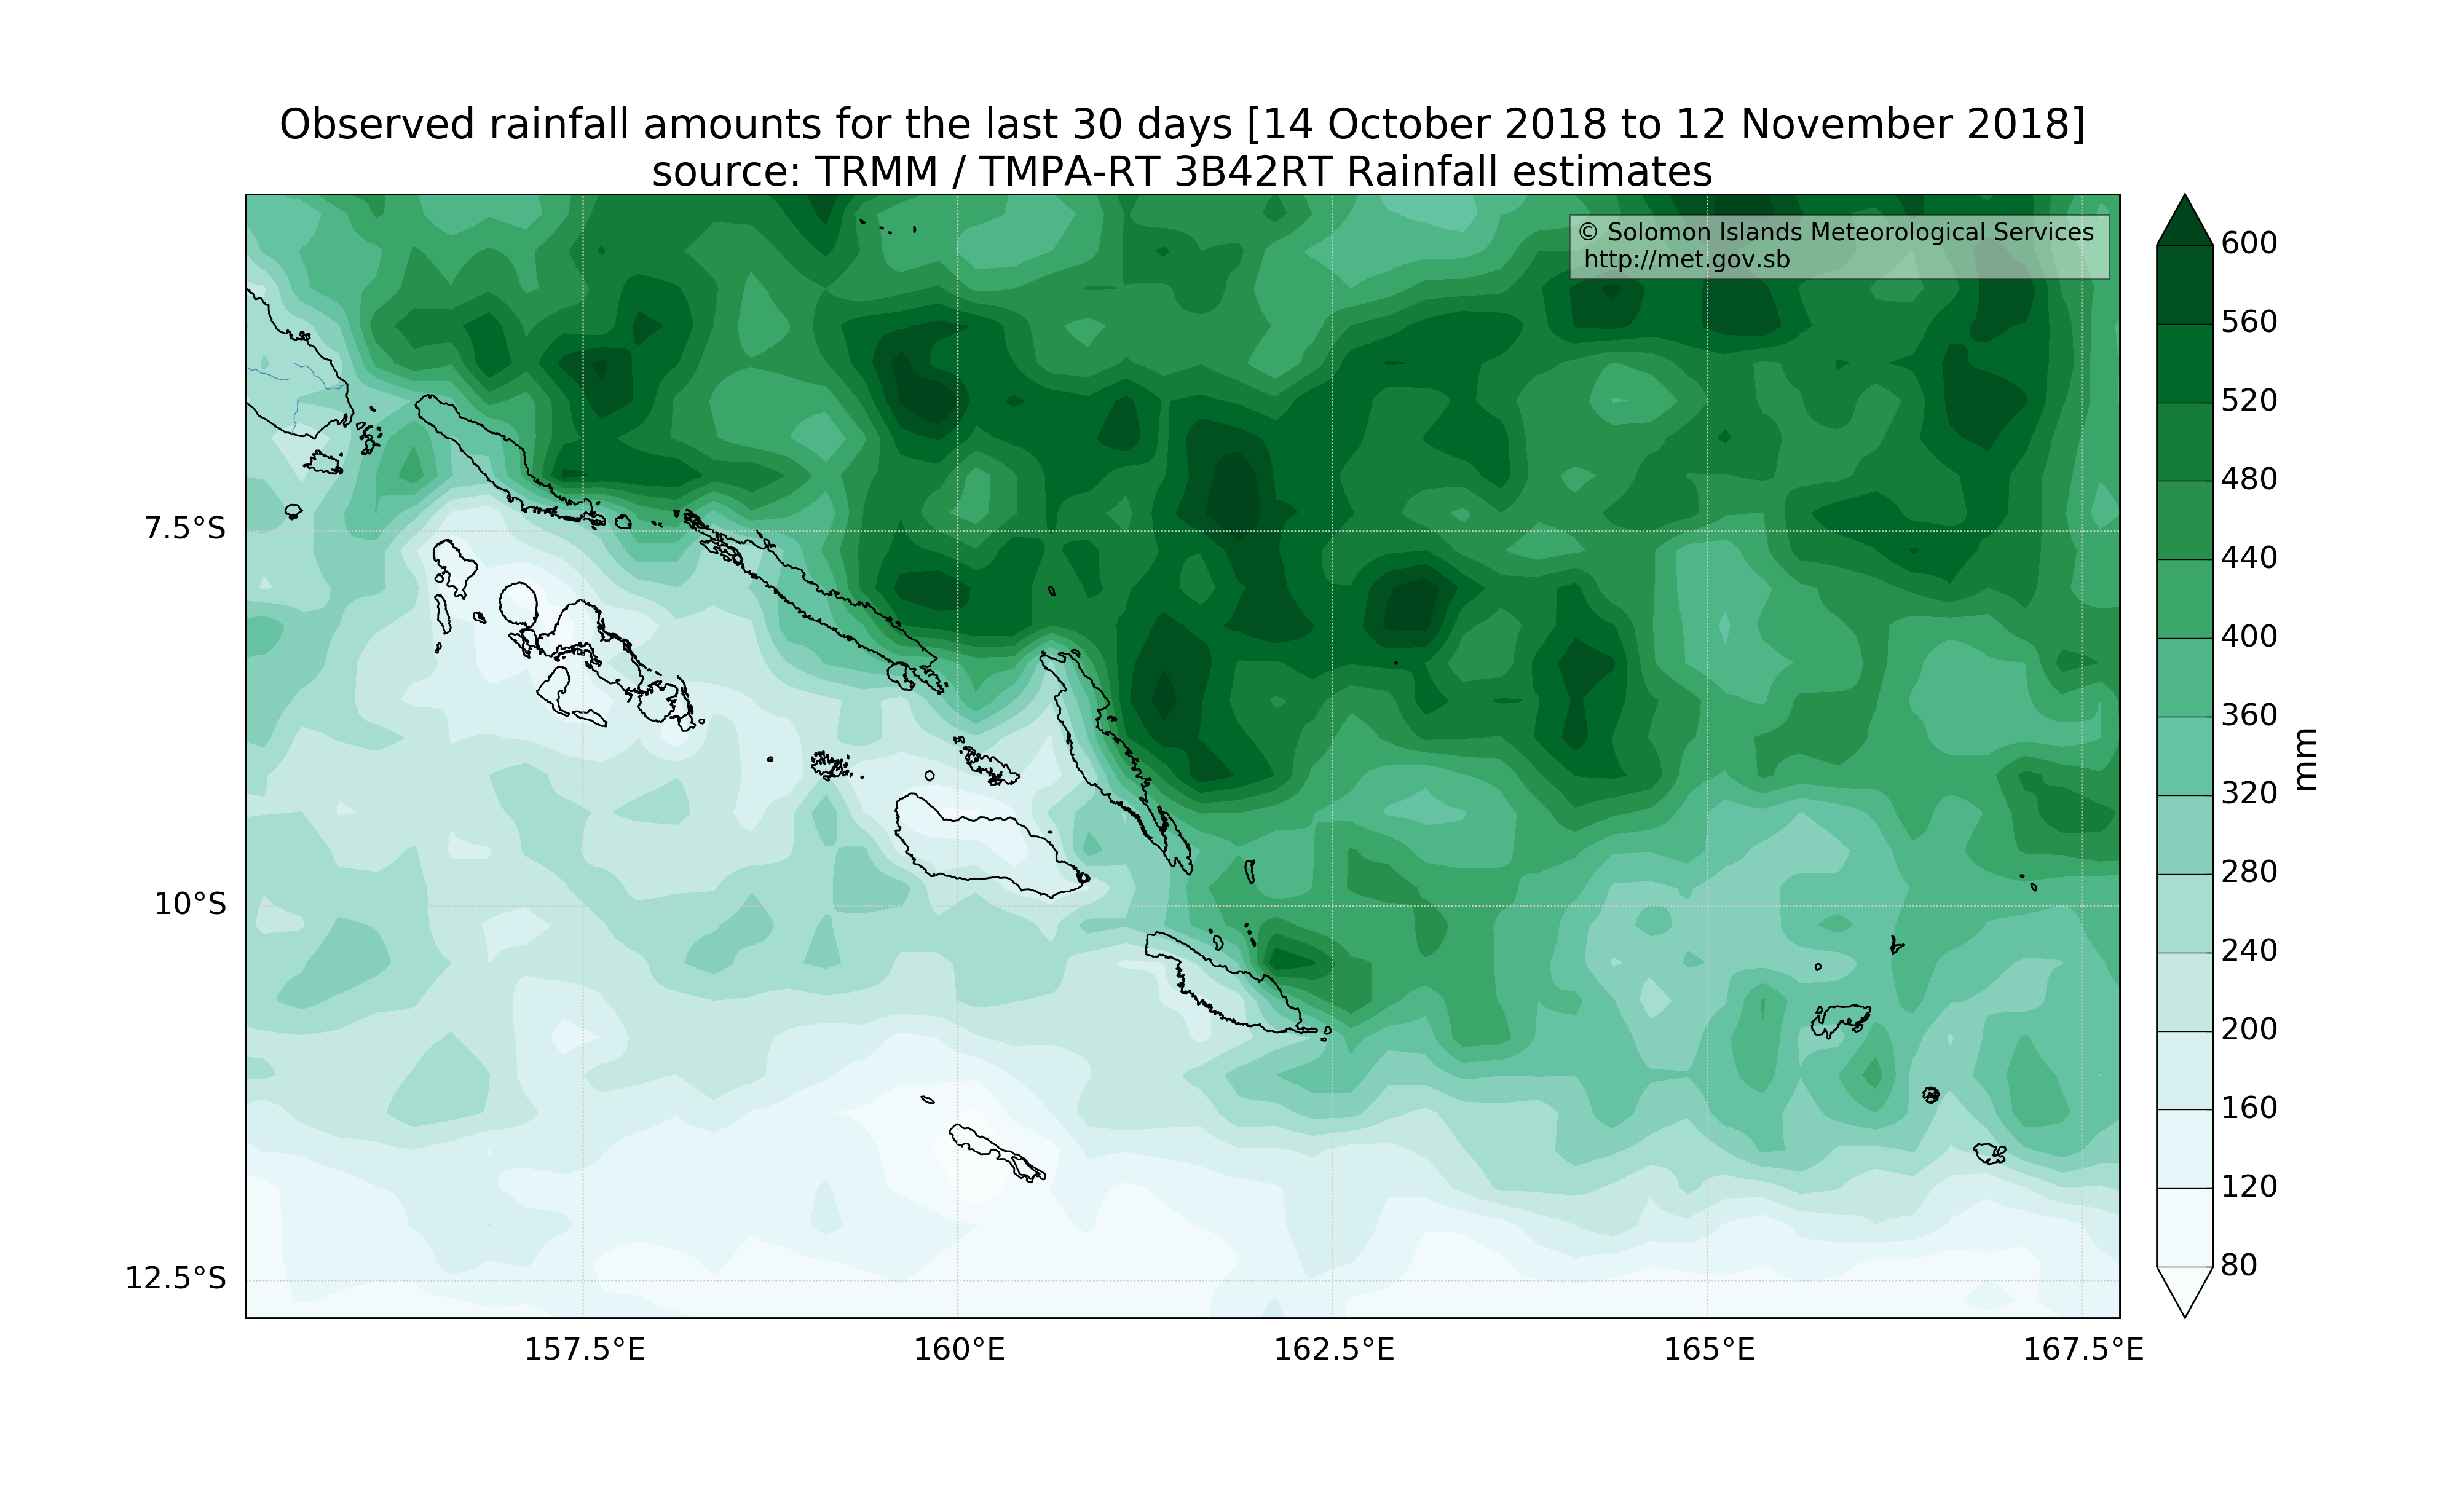 Observed rainfall amounts for the last 30 days [14 October 2018 to 12 November 2018]
source: TRMM / TMPA-RT 3B42RT Rainfall estimates
© Solomon Islands Meteorological Services
http://met.gov.sb
7.5°S
10°S
12.5°S
157.5°E
160°E
162.5°E
165°E
167.5°E
600
560
520
480
440
400
360
320
280
240
200
160
120
80
mm